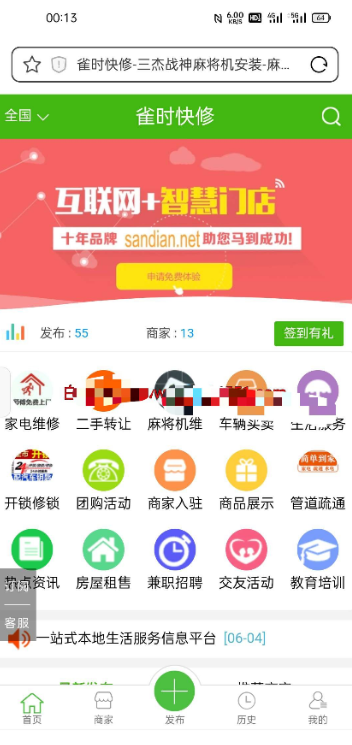 00:13
6.00 KB/S HD 4G 5G 64
雀时快修-三杰战神麻将机安装-麻...
全国
雀时快修
互联网+智慧门店
十年品牌 sandian.net 助您马到成功!
申请免费体验
发布 : 55
商家 : 13
签到有礼
家电维修 二手转让 麻将机维 车辆买卖 生活服务
24
简单到家
开锁修锁 团购活动 商家入驻 商品展示 管道疏通
热点资讯 房屋租售 兼职招聘 交友活动 教育培训
客服
一站式本地生活服务信息平台 [06-04]
首页 商家 发布 历史 我的